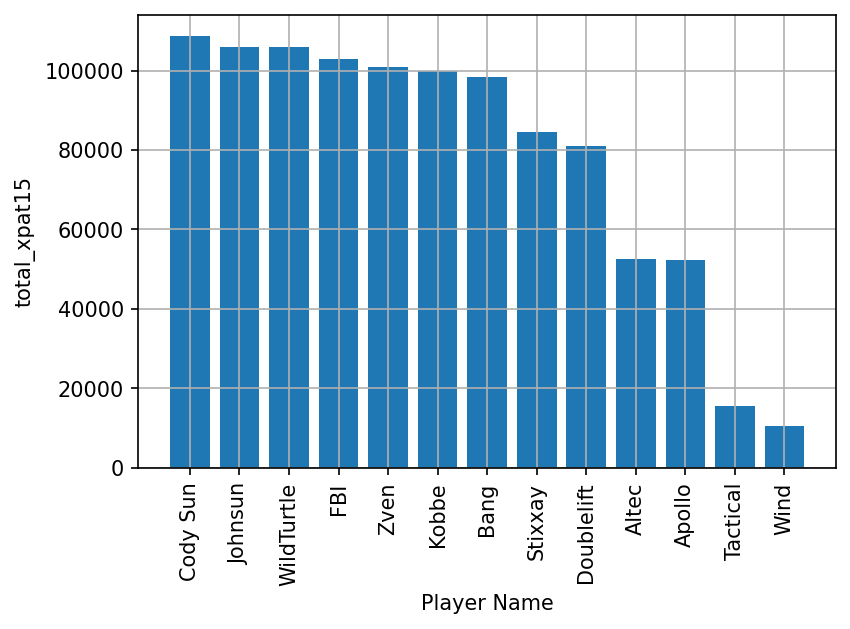 100000
80000
60000
40000
20000
0
total_xpat15
Cody Sun
Johnsun
WildTurtle
FBI
Zven
Kobbe
Bang
Stixxay
Doublelift
Altec
Apollo
Tactical
Wind
Player Name